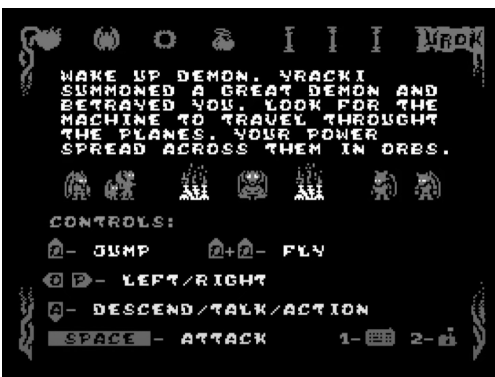 UROK
WAKE UP DEMON. YRACKI
SUMMONED A GREAT DEMON AND
BETRAYED YOU. LOOK FOR THE
MACHINE TO TRAVEL THROUGHT
THE PLANES. YOUR POWER
SPREAD ACROSS THEM IN ORBS.
CONTROLS:
Q- JUMP Q+Q- FLY
O P- LEFT/RIGHT
A- DESCEND/TALK/ACTION
SPACE - ATTACK 1- 2-